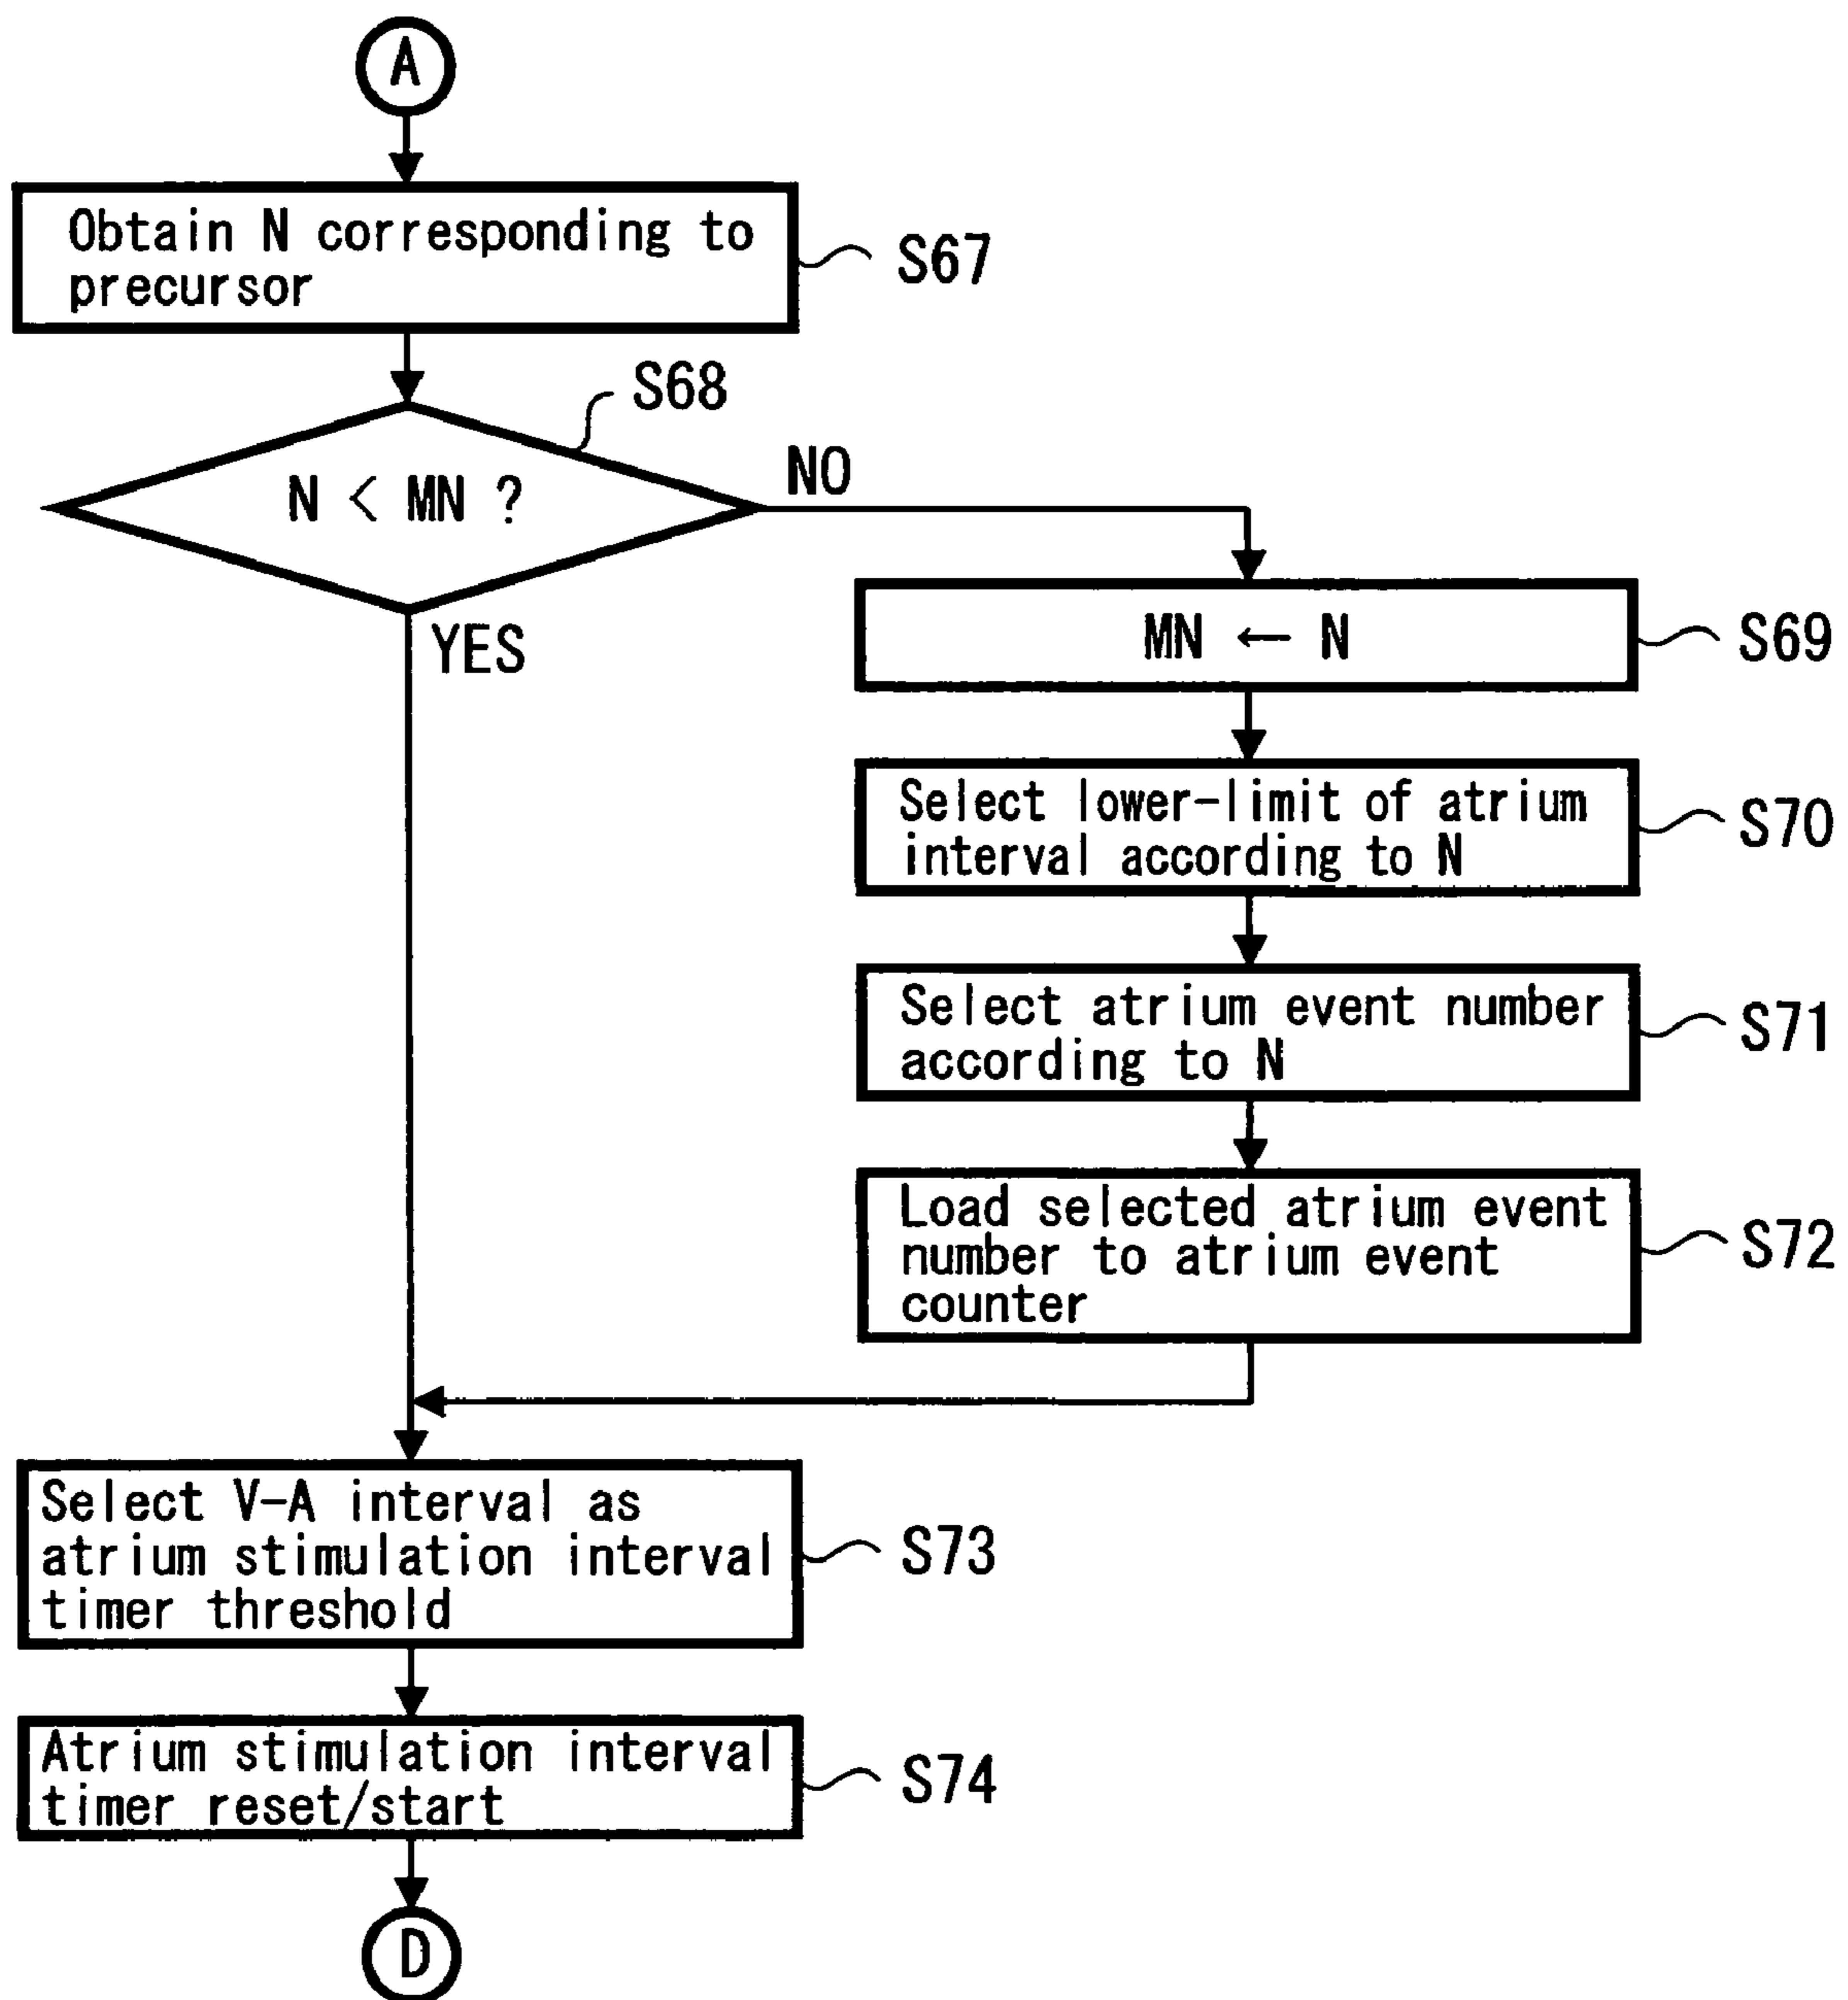 A
Obtain N corresponding to
precursor
S67
S68
N < MN ?
NO
YES
MN ← N
S69
Select lower-limit of atrium
interval according to N
S70
Select atrium event number
according to N
S71
Load selected atrium event
number to atrium event
counter
S72
Select V-A interval as
atrium stimulation interval
timer threshold
S73
Atrium stimulation interval
timer reset/start
S74
D